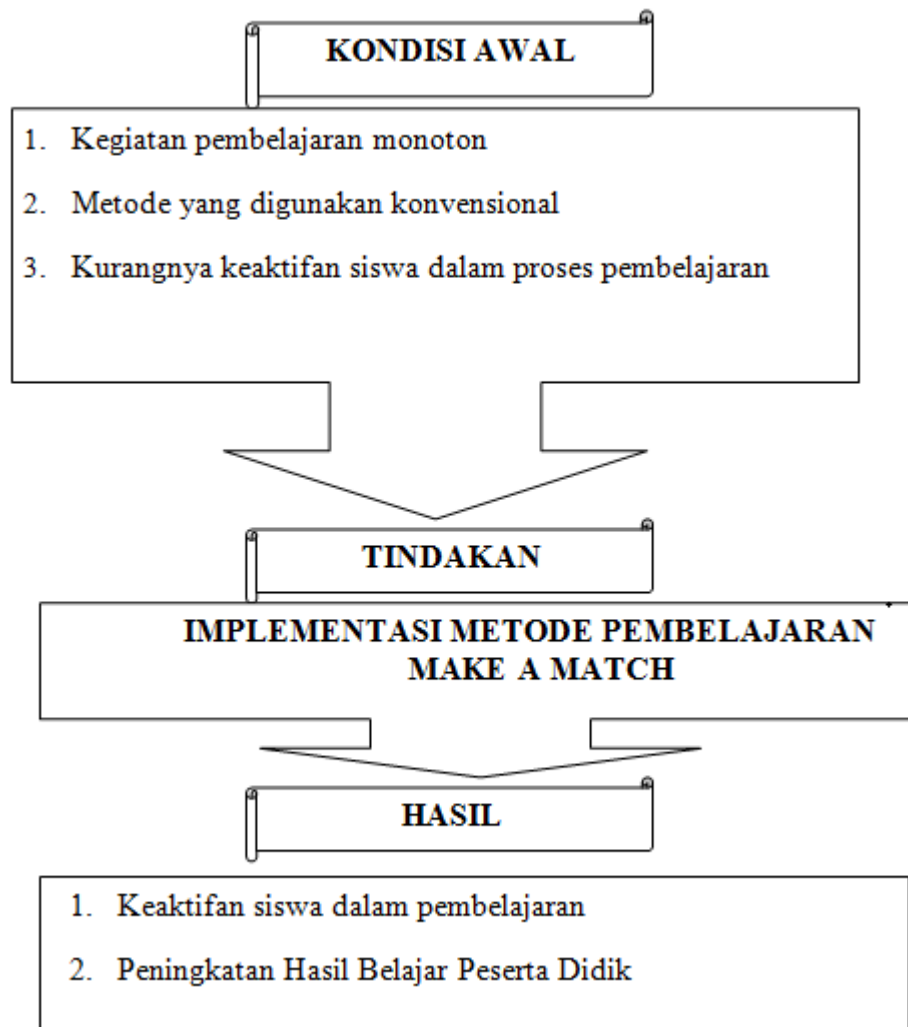 KONDISI AWAL
1. Kegiatan pembelajaran monoton
2. Metode yang digunakan konvensional
3. Kurangnya keaktifan siswa dalam proses pembelajaran
TINDAKAN
IMPLEMENTASI METODE PEMBELAJARAN
MAKE A MATCH
HASIL
1. Keaktifan siswa dalam pembelajaran
2. Peningkatan Hasil Belajar Peserta Didik